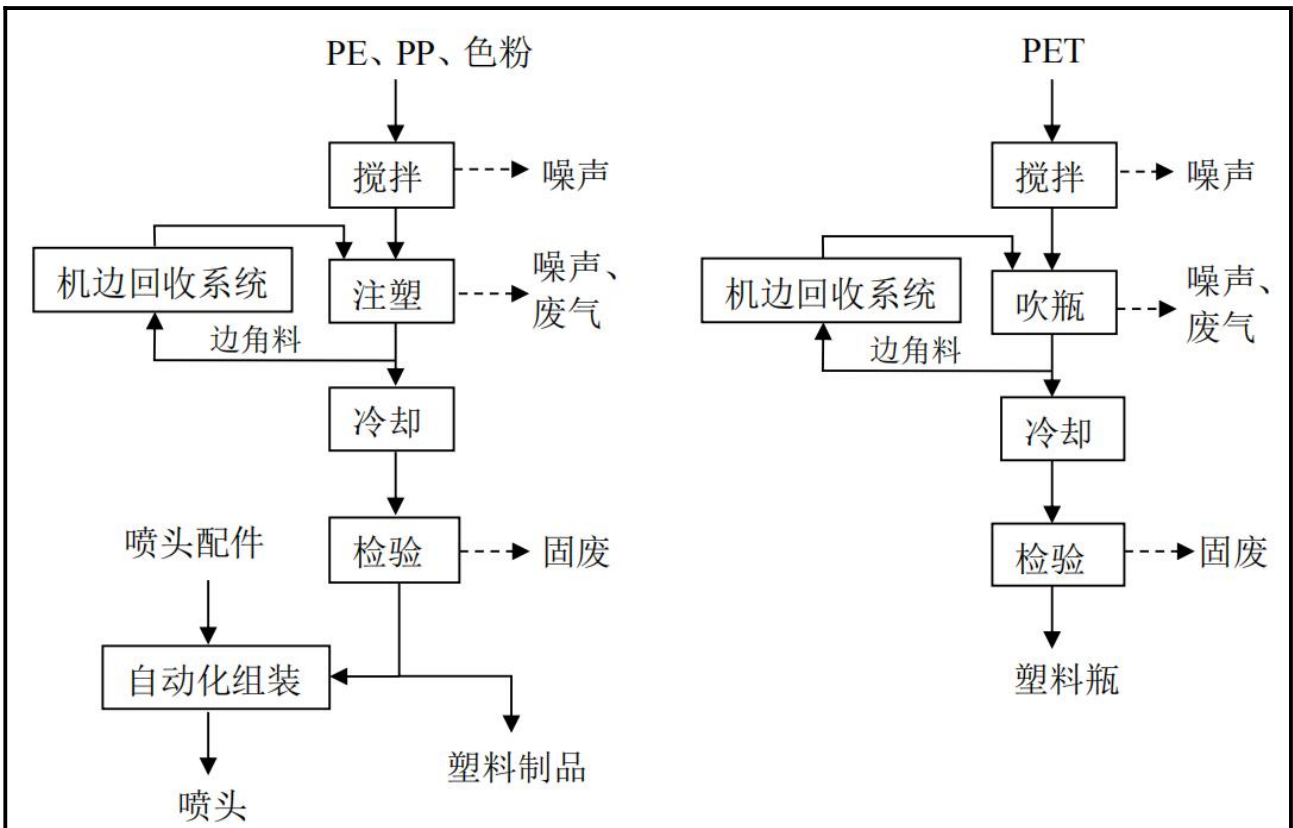 PE、PP、色粉
搅拌
噪声
机边回收系统
注塑
噪声、
废气
边角料
冷却
喷头配件
检验
固废
自动化组装
塑料制品
喷头
PET
搅拌
噪声
机边回收系统
吹瓶
噪声、
废气
边角料
冷却
检验
固废
塑料瓶